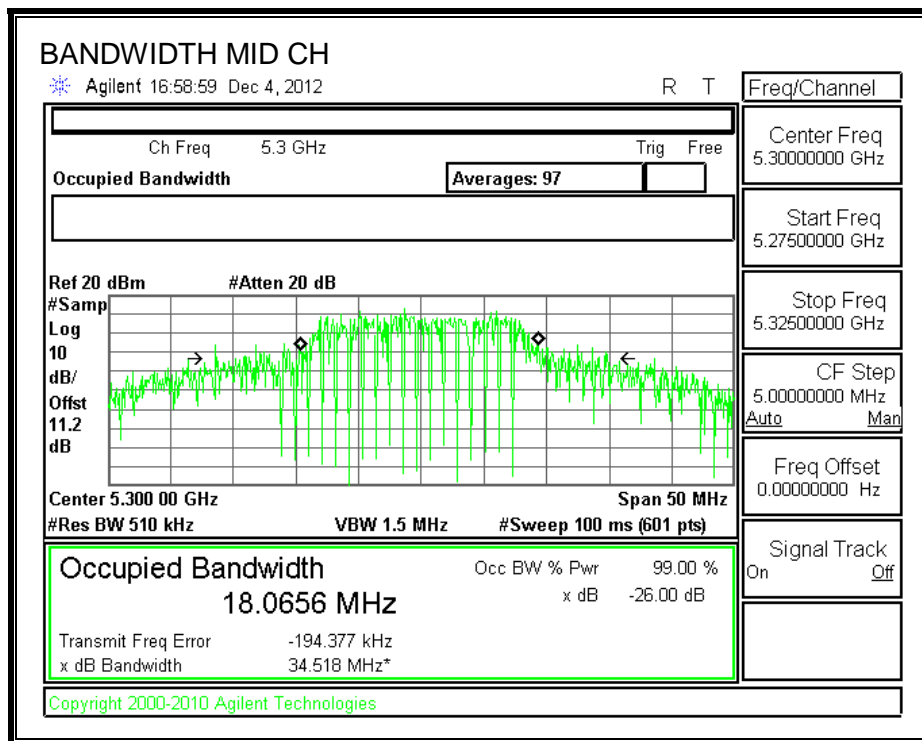 BANDWIDTH MID CH
Agilent 16:58:59 Dec 4, 2012 R T
Freq/Channel
Ch Freq 5.3 GHz Trig Free
Occupied Bandwidth Averages: 97
Center Freq
5.30000000 GHz
Start Freq
5.27500000 GHz
Stop Freq
5.32500000 GHz
CF Step
5.00000000 MHz
Auto Man
Freq Offset
0.00000000 Hz
Signal Track
On Off
Ref 20 dBm #Atten 20 dB
#Samp
Log
10
dB/
Offst
11.2
dB
Center 5.300 00 GHz Span 50 MHz
#Res BW 510 kHz VBW 1.5 MHz #Sweep 100 ms (601 pts)
Occupied Bandwidth Occ BW % Pwr 99.00 %
18.0656 MHz x dB -26.00 dB
Transmit Freq Error -194.377 kHz
x dB Bandwidth 34.518 MHz*
Copyright 2000-2010 Agilent Technologies